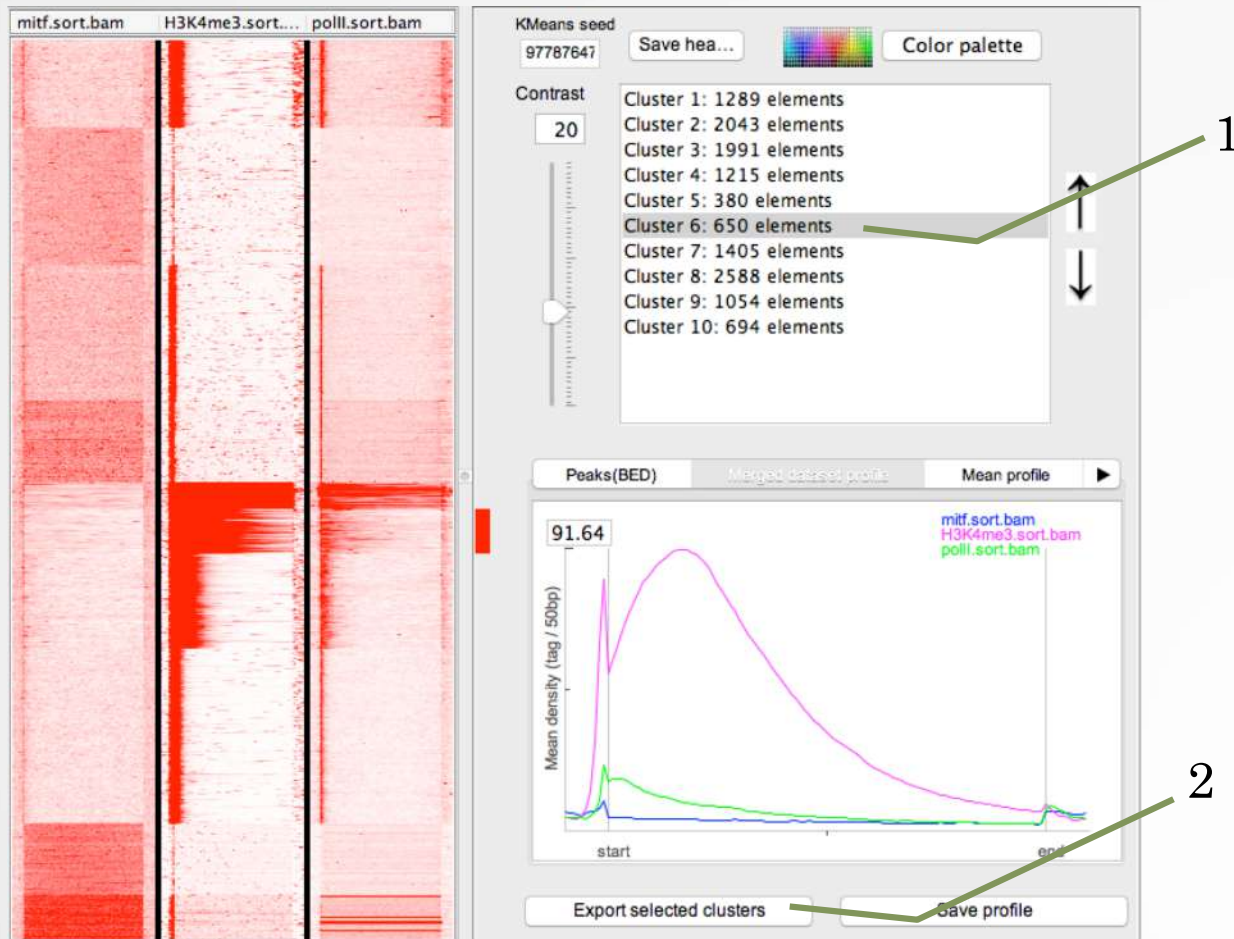 mitf.sort.bam H3K4me3.sort.... polII.sort.bam
KMeans seed
97787647
Save hea...
Color palette
Contrast
20
Cluster 1: 1289 elements
Cluster 2: 2043 elements
Cluster 3: 1991 elements
Cluster 4: 1215 elements
Cluster 5: 380 elements
Cluster 6: 650 elements
Cluster 7: 1405 elements
Cluster 8: 2588 elements
Cluster 9: 1054 elements
Cluster 10: 694 elements
1
Peaks(BED) Merged dataset profile Mean profile
91.64
mitf.sort.bam
H3K4me3.sort.bam
polII.sort.bam
Mean density (tag / 50bp)
start end
2
Export selected clusters Save profile